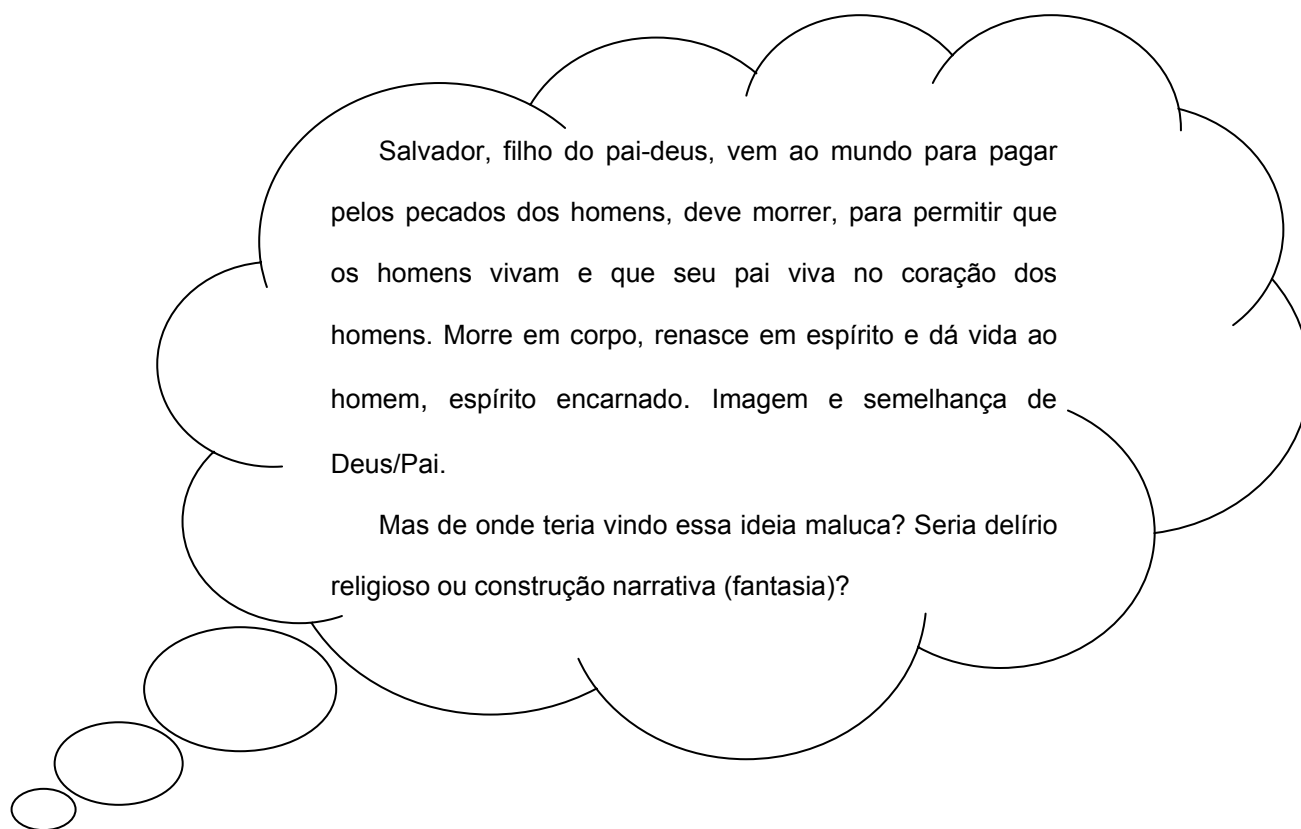 Salvador, filho do pai-deus, vem ao mundo para pagar
pelos pecados dos homens, deve morrer, para permitir que
os homens vivam e que seu pai viva no coração dos
homens. Morre em corpo, renasce em espírito e dá vida ao
homem, espírito encarnado. Imagem e semelhança de
Deus/Pai.
Mas de onde teria vindo essa ideia maluca? Seria delírio
religioso ou construção narrativa (fantasia)?